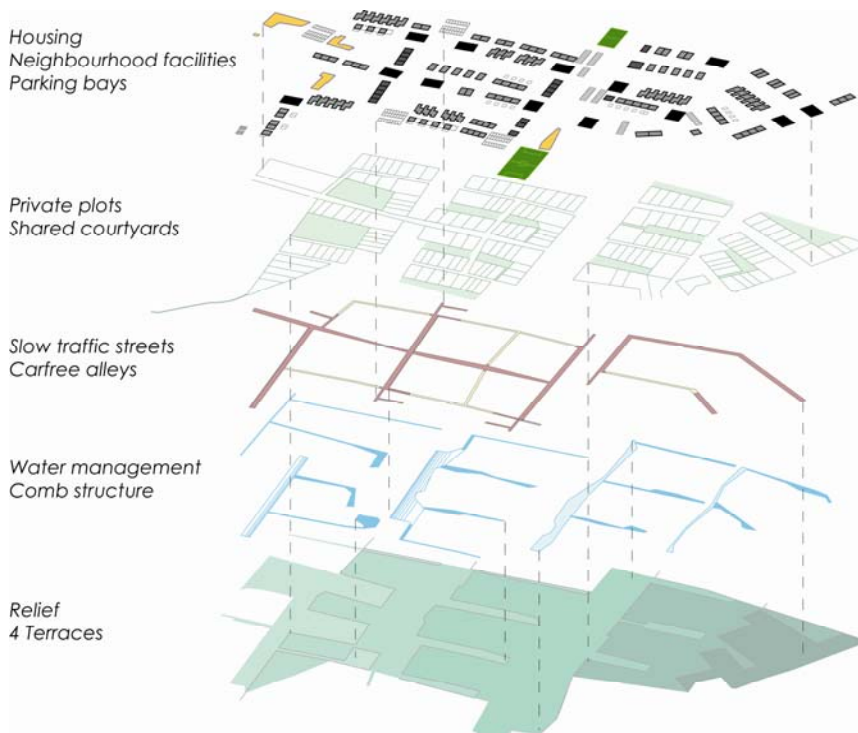 Housing
Neighbourhood facilities
Parking bays
Private plots
Shared courtyards
Slow traffic streets
Carfree alleys
Water management
Comb structure
Relief
4 Terraces